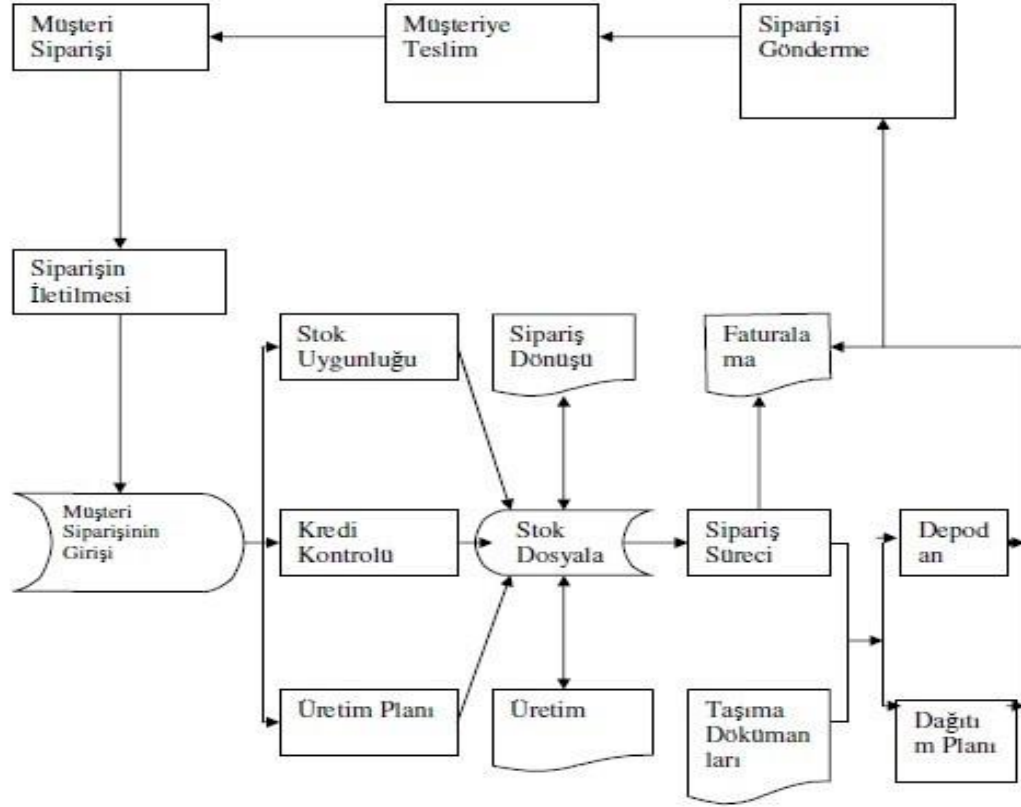 Müşteri
Siparişi
Müşteriye
Teslim
Siparişi
Gönderme
Siparişin
İletilmesi
Stok
Uygunluğu
Sipariş
Dönüşü
Faturala
ma
Müşteri
Siparişinin
Girişi
Kredi
Kontrolü
Stok
Dosyala
Sipariş
Süreci
Depod
an
Üretim Planı
Üretim
Taşıma
Döküman
ları
Dağıtı
m Planı